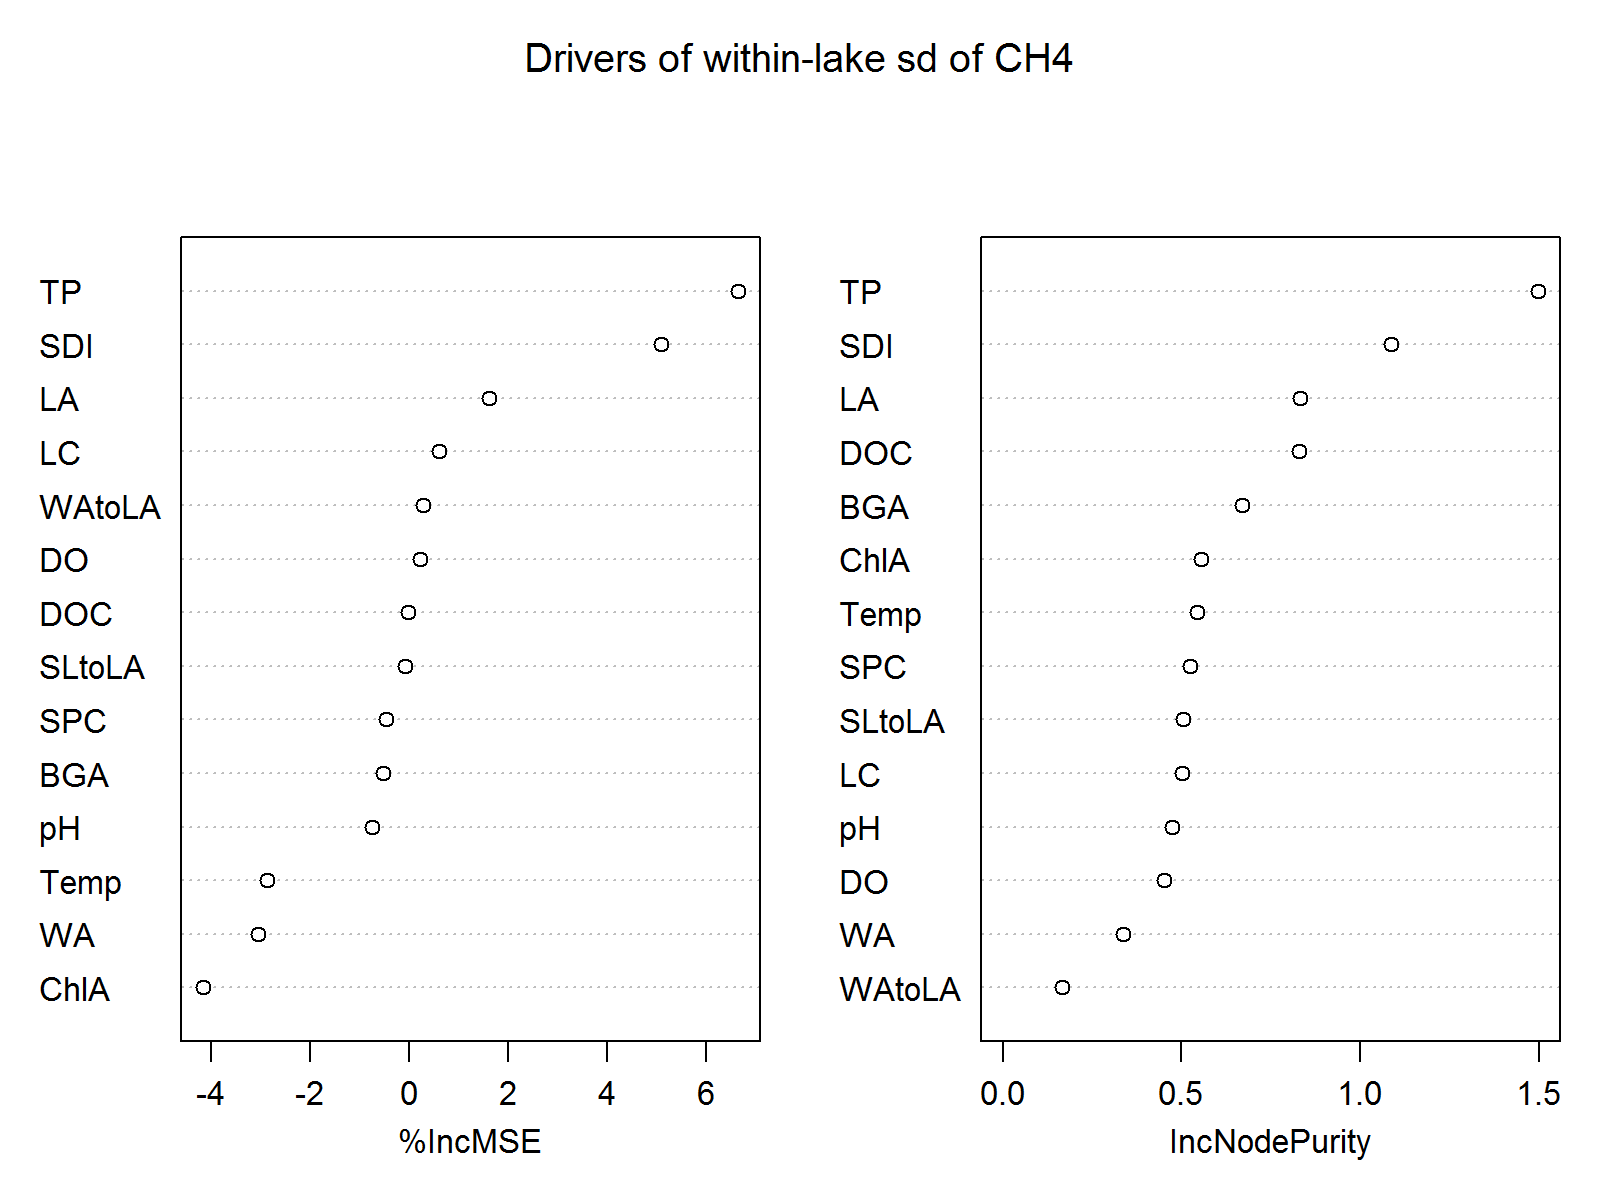 Drivers of within-lake sd of CH4
TP
SDI
LA
LC
WAtoLA
DO
DOC
SLtoLA
SPC
BGA
pH
Temp
WA
ChlA
-4 -2 0 2 4 6
%IncMSE
TP
SDI
LA
DOC
BGA
ChlA
Temp
SPC
SLtoLA
LC
pH
DO
WA
WAtoLA
0.0 0.5 1.0 1.5
IncNodePurity